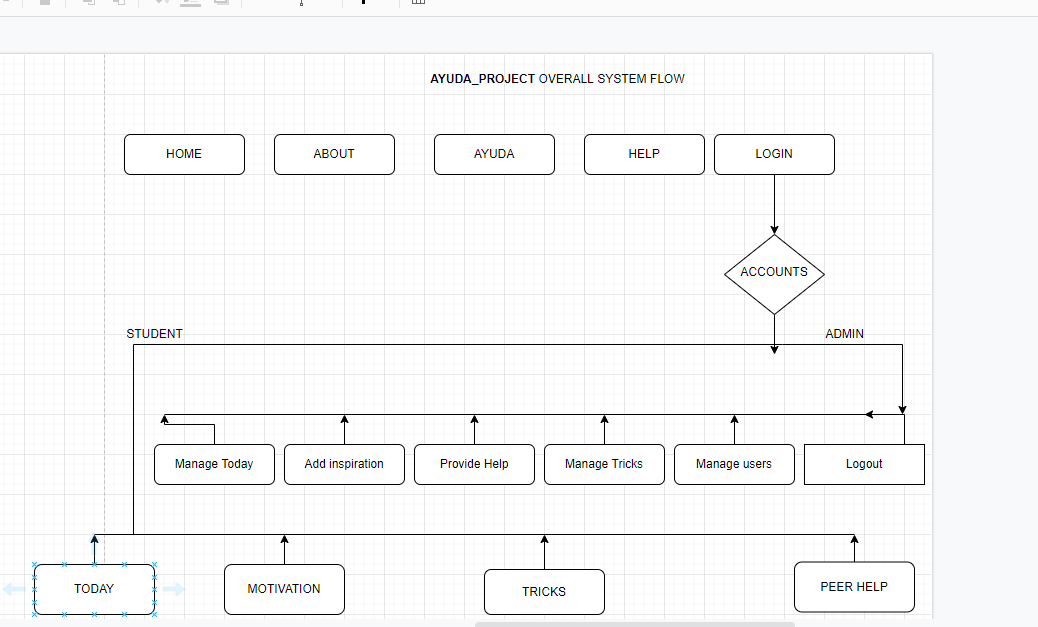 AYUDA_PROJECT OVERALL SYSTEM FLOW
HOME
ABOUT
AYUDA
HELP
LOGIN
ACCOUNTS
STUDENT
ADMIN
Manage Today
Add inspiration
Provide Help
Manage Tricks
Manage users
Logout
TODAY
MOTIVATION
TRICKS
PEER HELP